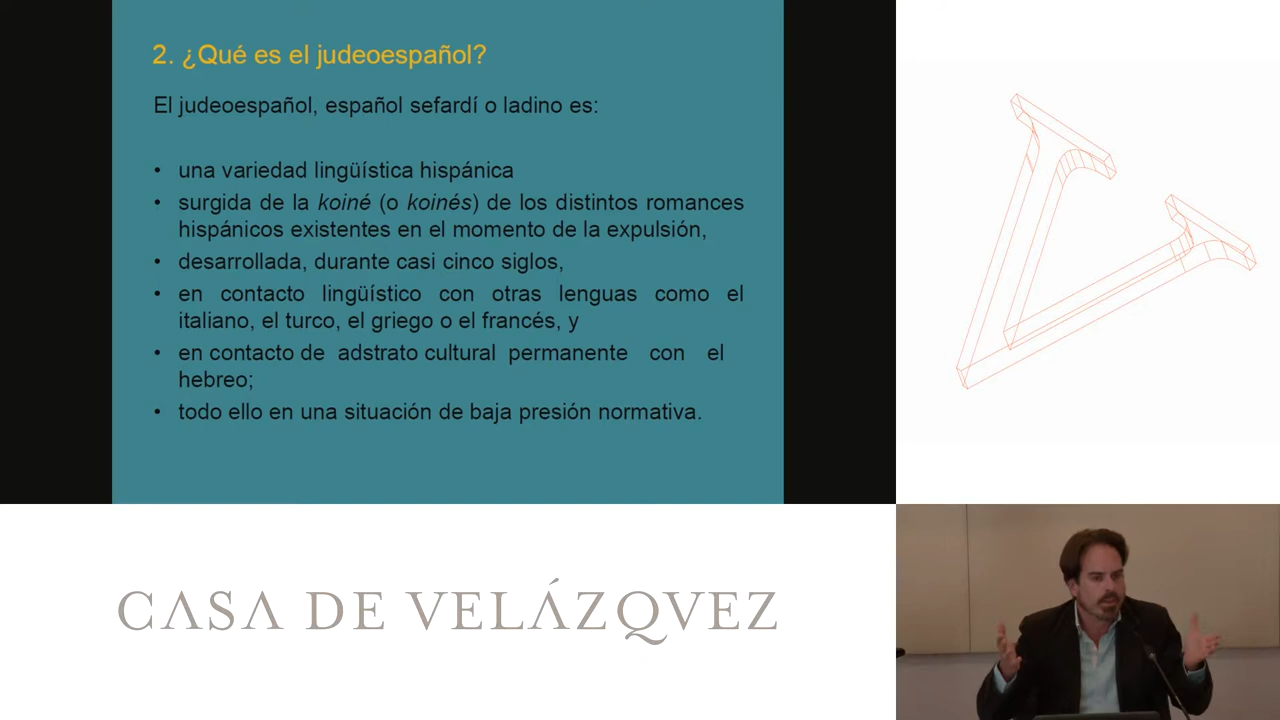 2. ¿Qué es el judeoespañol?
El judeoespañol, español sefardí o ladino es:
• una variedad lingüística hispánica
• surgida de la koiné (o koinés) de los distintos romances
hispánicos existentes en el momento de la expulsión,
• desarrollada, durante casi cinco siglos,
• en contacto lingüístico con otras lenguas como el
italiano, el turco, el griego o el francés, y
• en contacto de adstrato cultural permanente con el
hebreo;
• todo ello en una situación de baja presión normativa.
CASA DE VELÁZQVEZ